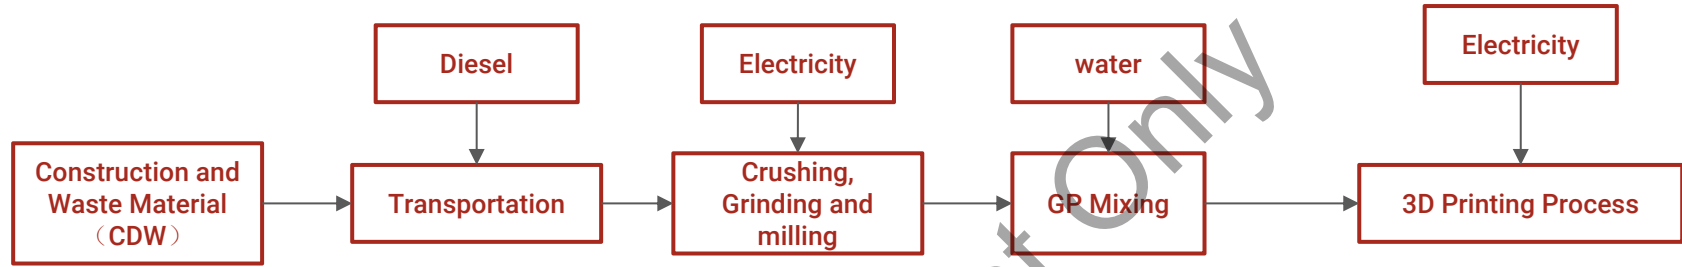 Diesel
Electricity
water
Electricity
Construction and
Waste Material
（CDW）
Transportation
Crushing,
Grinding and
milling
GP Mixing
3D Printing Process
Only